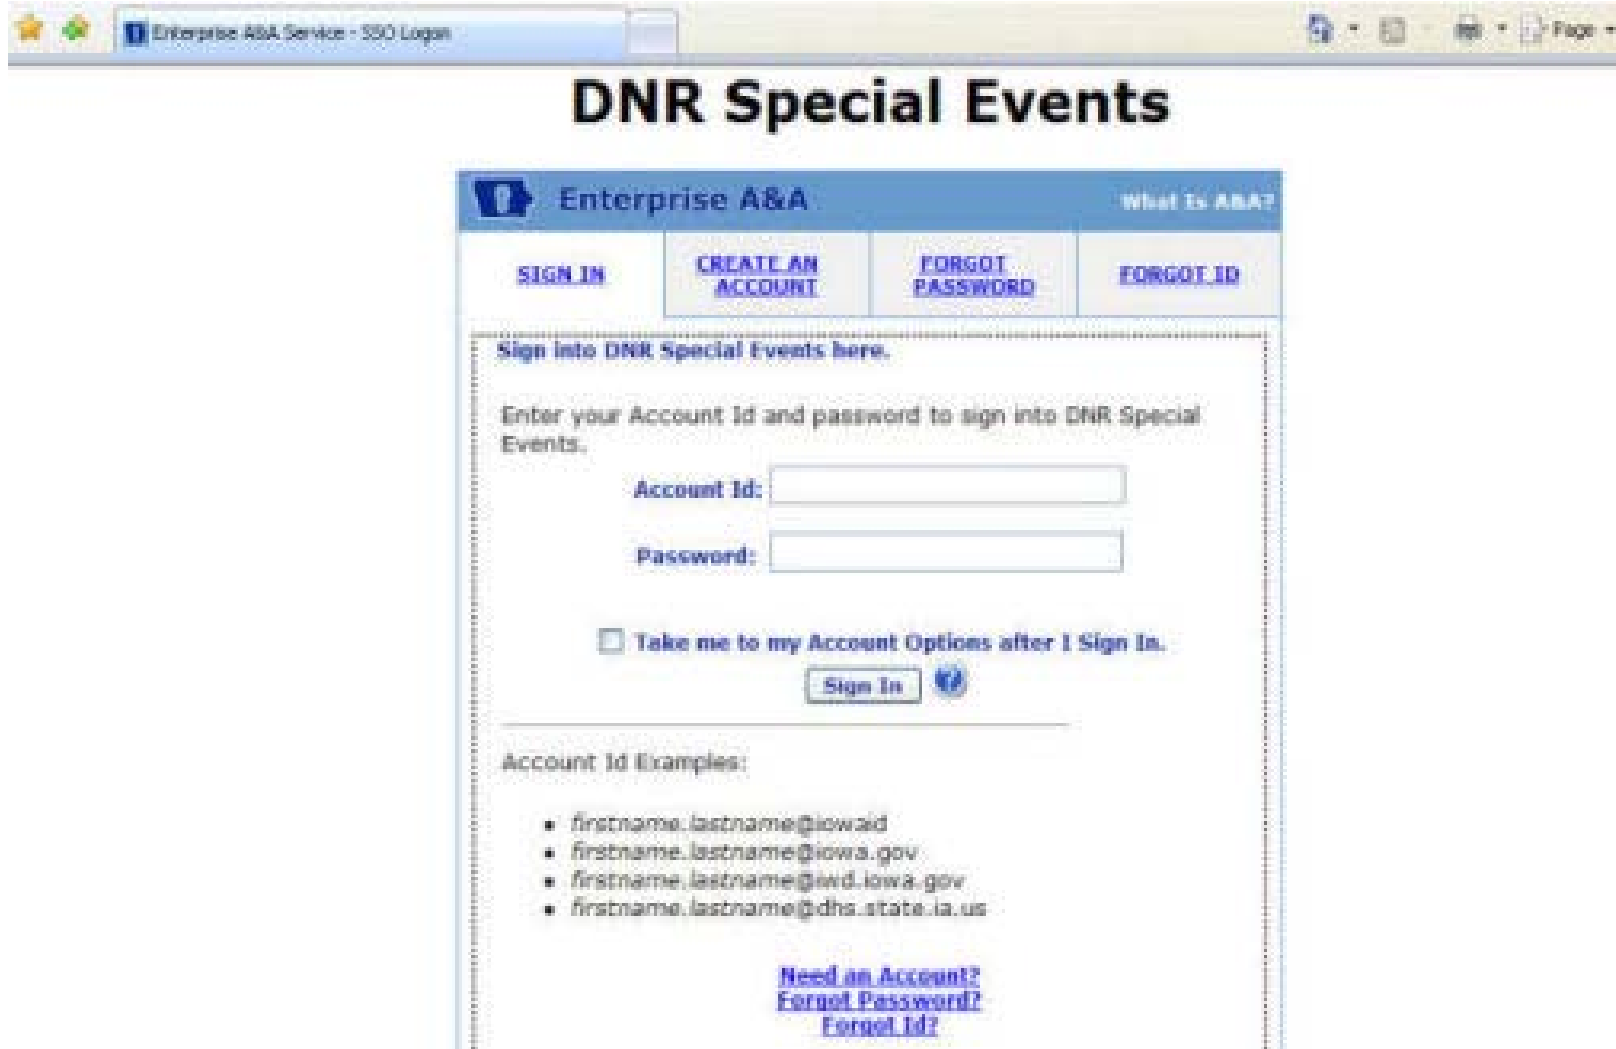 Enterprise A&A Service - SSO Logon
Page
DNR Special Events
Enterprise A&A
What Is A&A?
SIGN IN
CREATE AN
ACCOUNT
FORGOT
PASSWORD
FORGOT ID
Sign into DNR Special Events here.
Enter your Account Id and password to sign into DNR Special
Events.
Account Id:
Password:
Take me to my Account Options after I Sign In.
Sign In ?
Account Id Examples:
• firstname.lastname@iowaid
• firstname.lastname@iowa.gov
• firstname.lastname@iwd.iowa.gov
• firstname.lastname@dhs.state.ia.us
Need an Account?
Forgot Password?
Forgot Id?